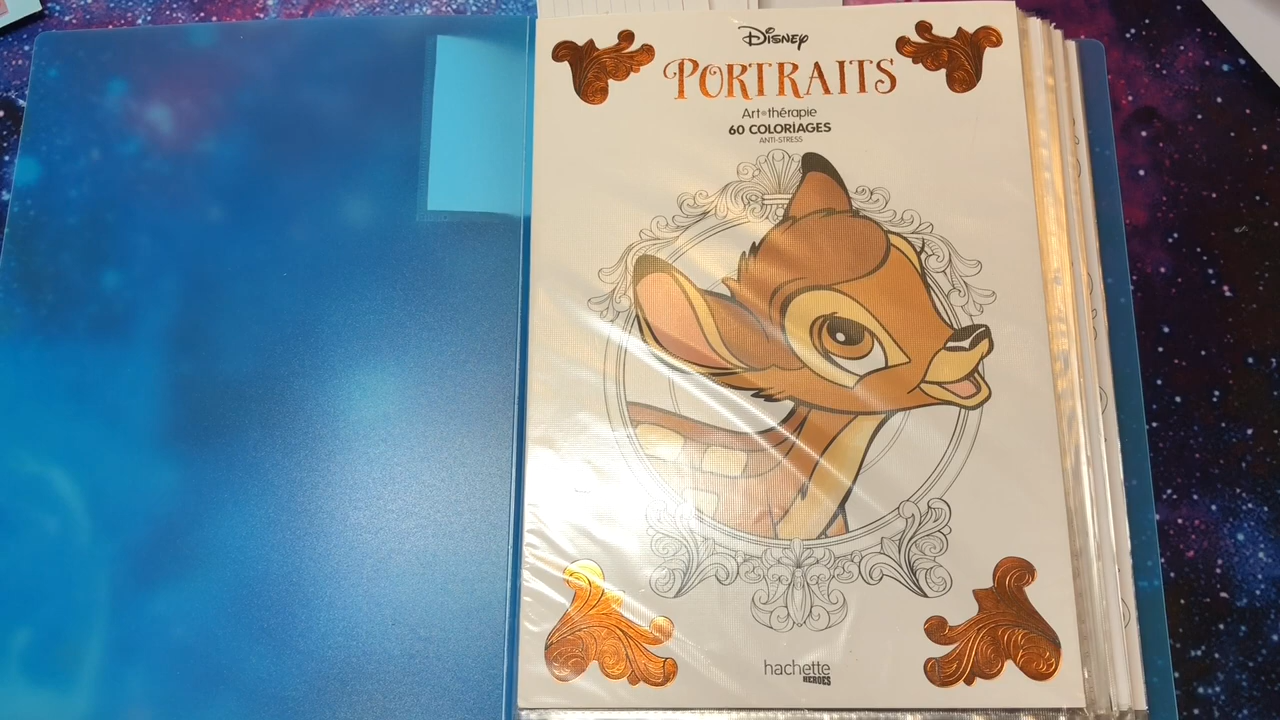 Disney
PORTRAITS
Art•thérapie
60 COLORIAGES
ANTI-STRESS
hachette
HEROES